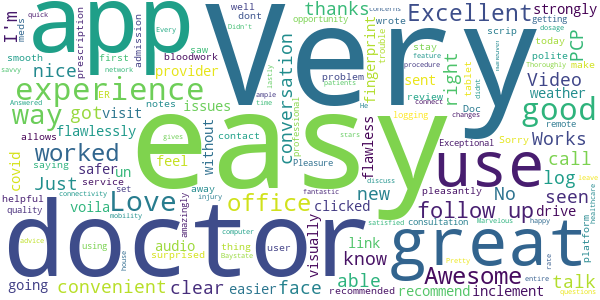 app
Very
easy
doctor
great
use
experience
way
good
Excellent
worked
office
Love
follow up
Awesome
convenient
thanks
I'm
strongly
PCP
Video
weather
Works
call
log
seen
No
drive
talk
new
clicked
know
able
recommend
inclement
link
face
clear
easier
going
audio
voila
Just
safer
un
feel
covid
issues
flawlessly
got
visit
provider
nice
smooth
first
saw
notes
without
contact
conversation
fingerprint
right
sent
flawless
visually
opportunity
admission
prescription
bloodwork
meds
Every
network
ER
well
dont
wrote
stay
feature
trouble
problem
tablet
review
Doc
polite
today
scrip
getting
dosage
make
savvy
Answered
saying
allows
service
set
away
injury
helpful
quality
connectivity
mobility
using
surprised
amazingly
thing
user
computer
house
Baystate
advice
gives
time
ample
lastly
stars
professional
Pleasure
He
procedure
connect
changes
patients
logging
Thoroughly
didnt
Didn't
concerns
remote
Sorry
Exceptional
pleasantly
consultation
platform
healthcare
leave
happy
rate
entire
Marvelous
satisfied
discuss
fantastic
recommended
Pretty
questions